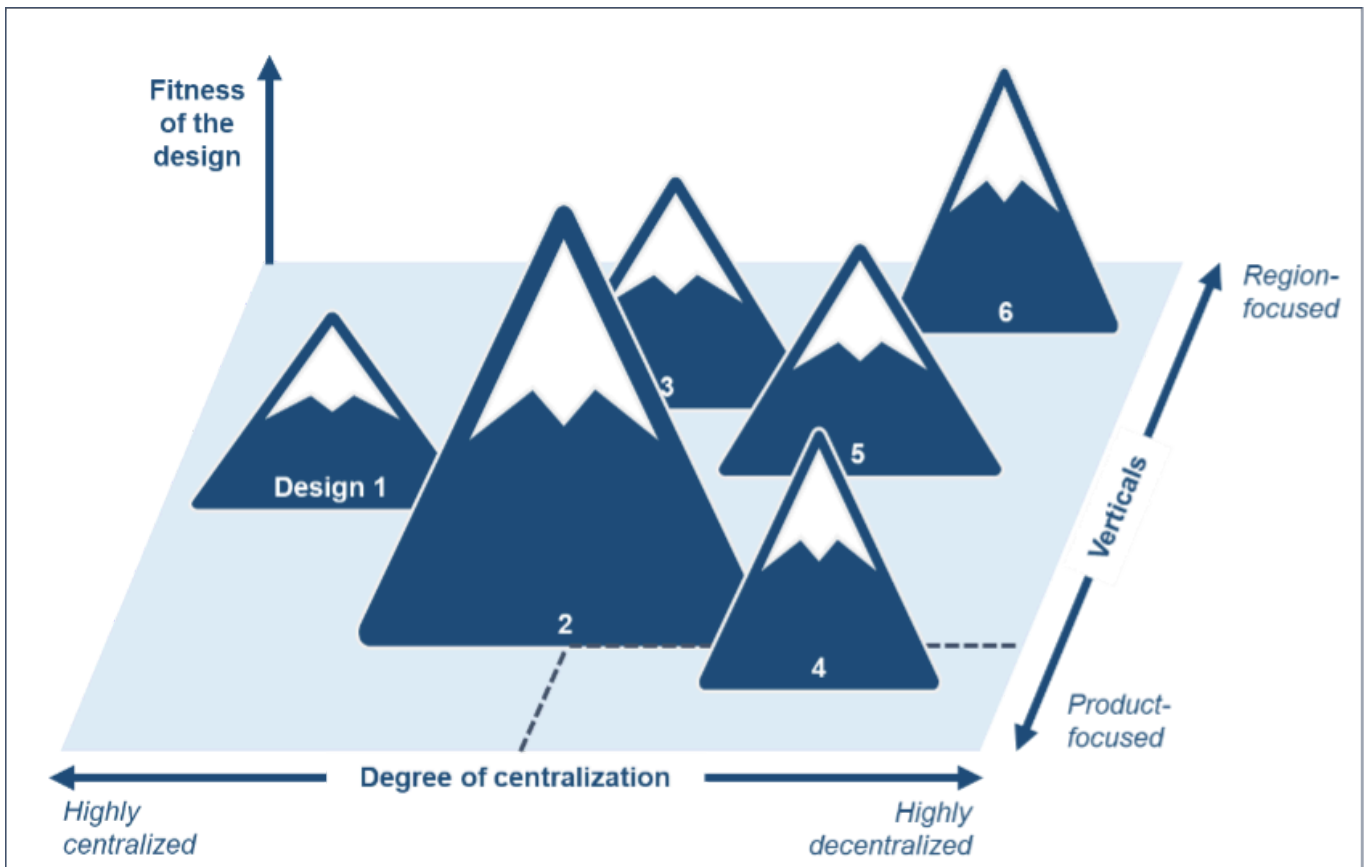 Fitness
of the
design
6
Region-
focused
3
5
Design 1
Verticals
2
4
Product-
focused
Degree of centralization
Highly
centralized
Highly
decentralized